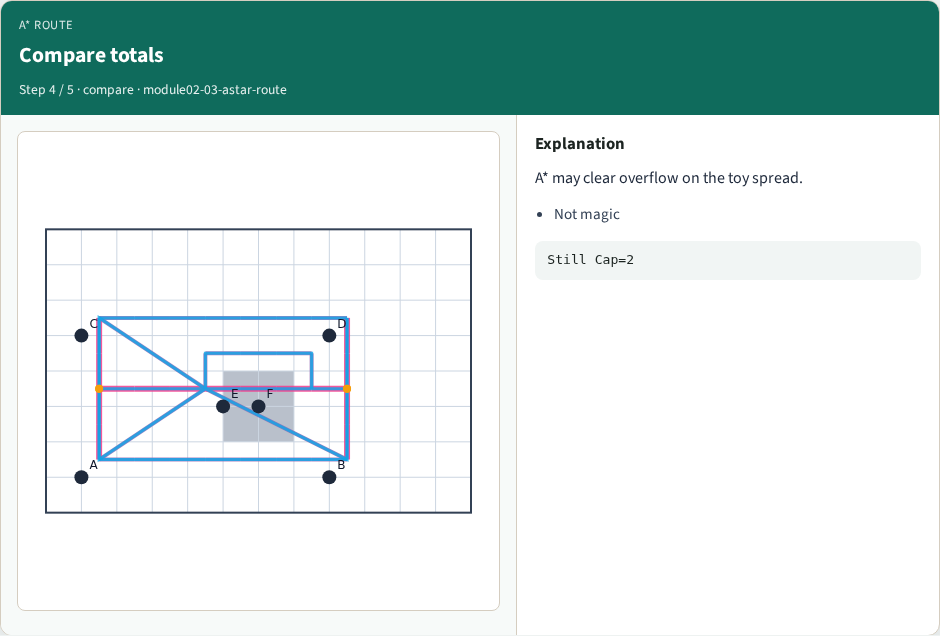 A* ROUTE
Compare totals
Step 4 / 5 · compare · module02-03-astar-route
C
D
E
F
A
B
Explanation
A* may clear overflow on the toy spread.
• Not magic
Still Cap=2